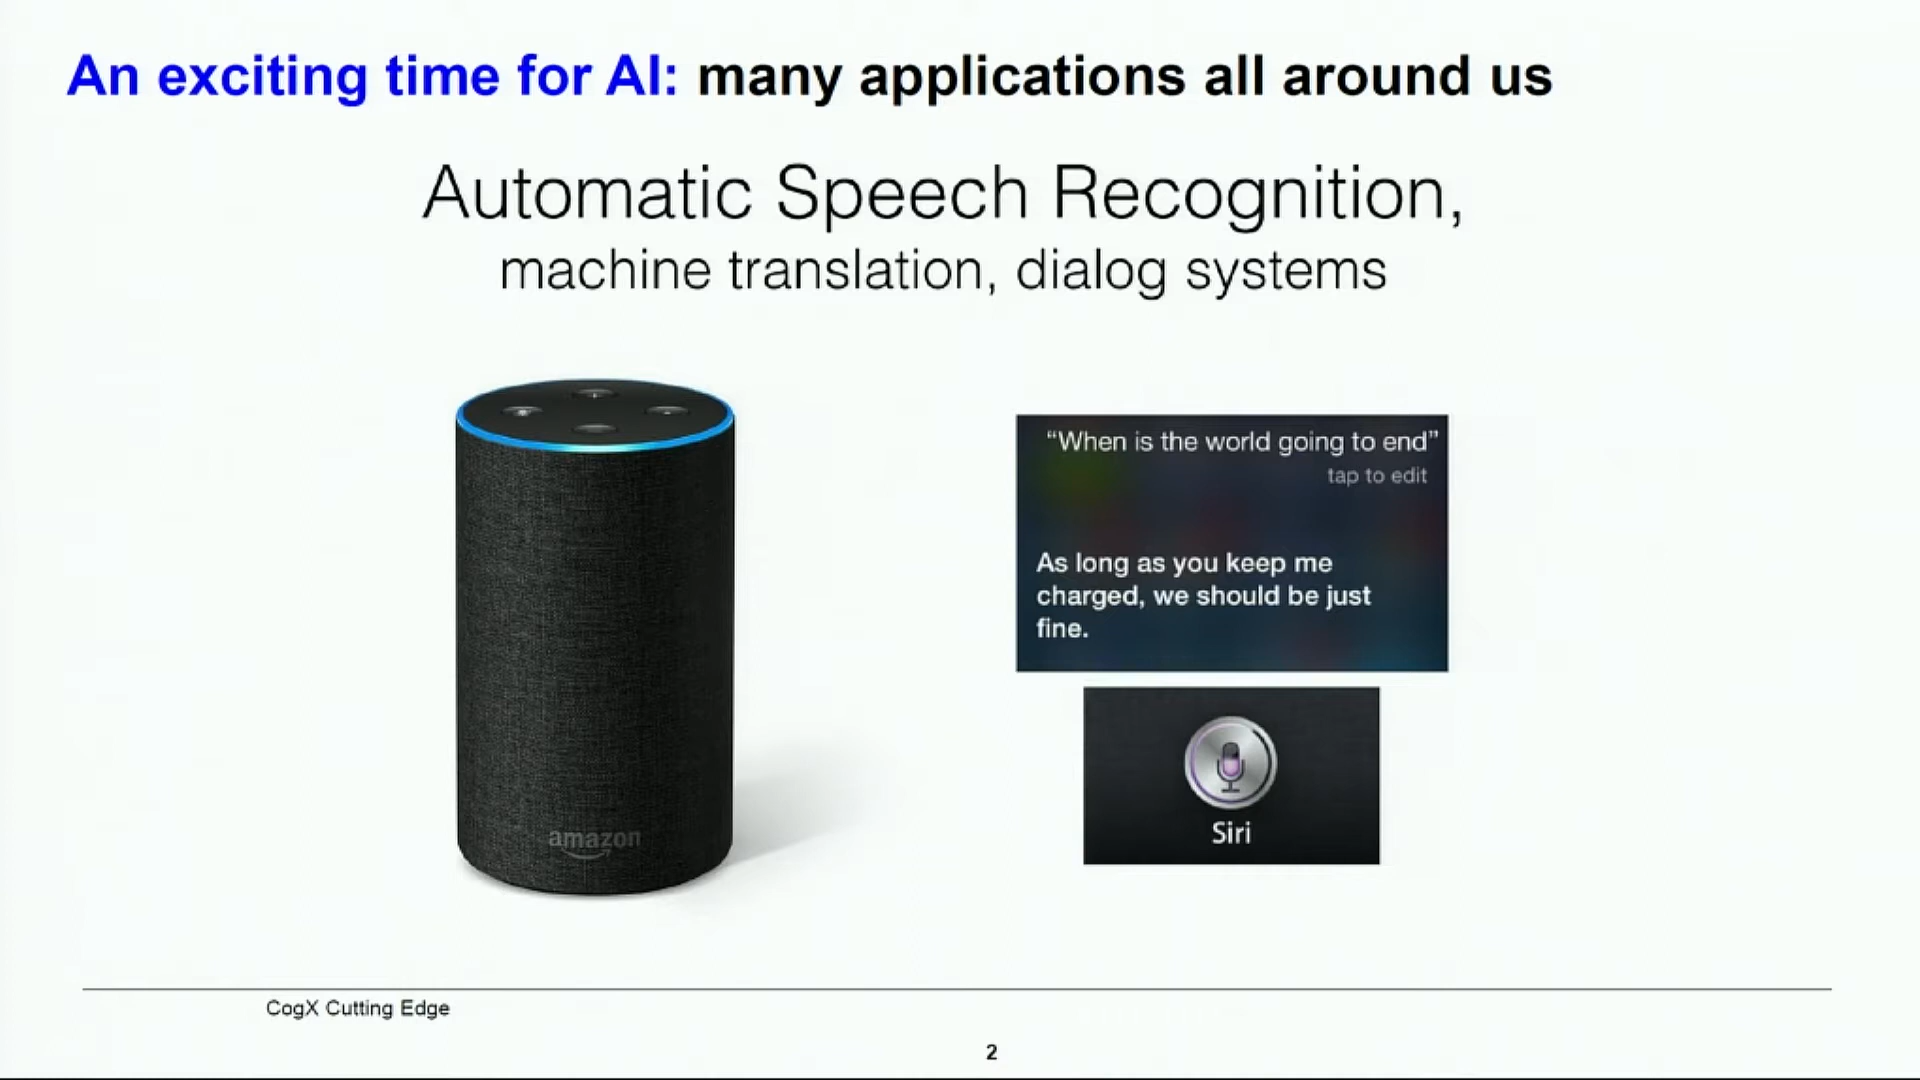 An exciting time for AI: many applications all around us
Automatic Speech Recognition,
machine translation, dialog systems
“When is the world going to end”
tap to edit
As long as you keep me
charged, we should be just
fine.
amazon
Siri
CogX Cutting Edge
2